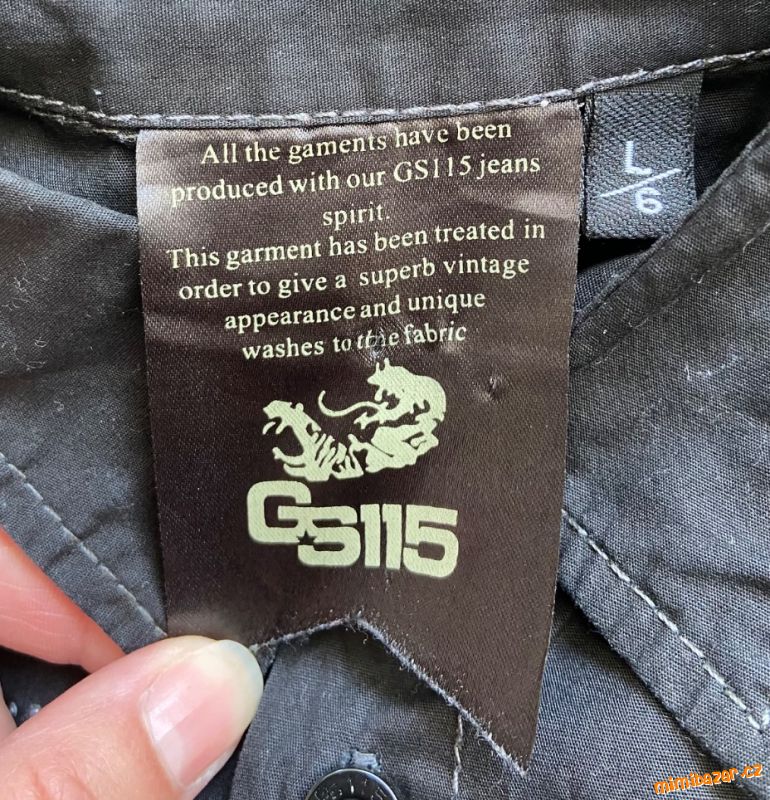 All the gaments have been
produced with our GS115 jeans
spirit.
This garment has been treated in
order to give a superb vintage
appearance and unique
washes to the fabric
GS115
L/6
mimibazar.cz